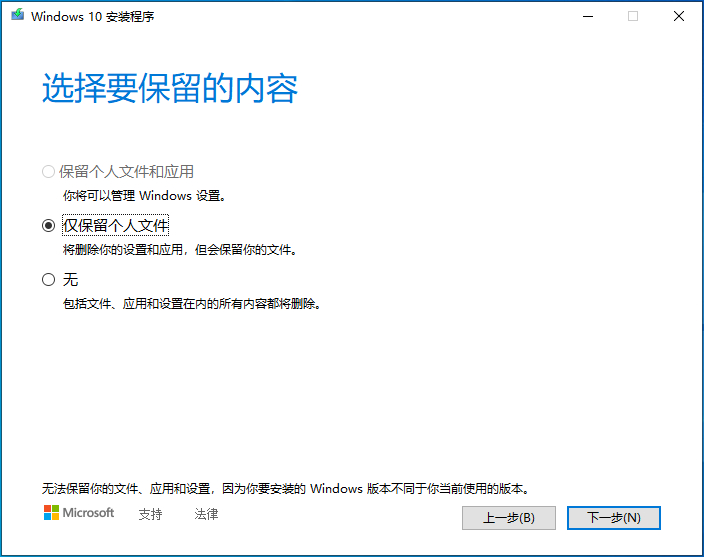 Windows 10 安装程序
选择要保留的内容
保留个人文件和应用
你将可以管理 Windows 设置。
仅保留个人文件
将删除你的设置和应用，但会保留你的文件。
无
包括文件、应用和设置在内的所有内容都将删除。
无法保留你的文件、应用和设置，因为你要安装的 Windows 版本不同于你当前使用的版本。
Microsoft 支持 法律 上一步(B) 下一步(N)